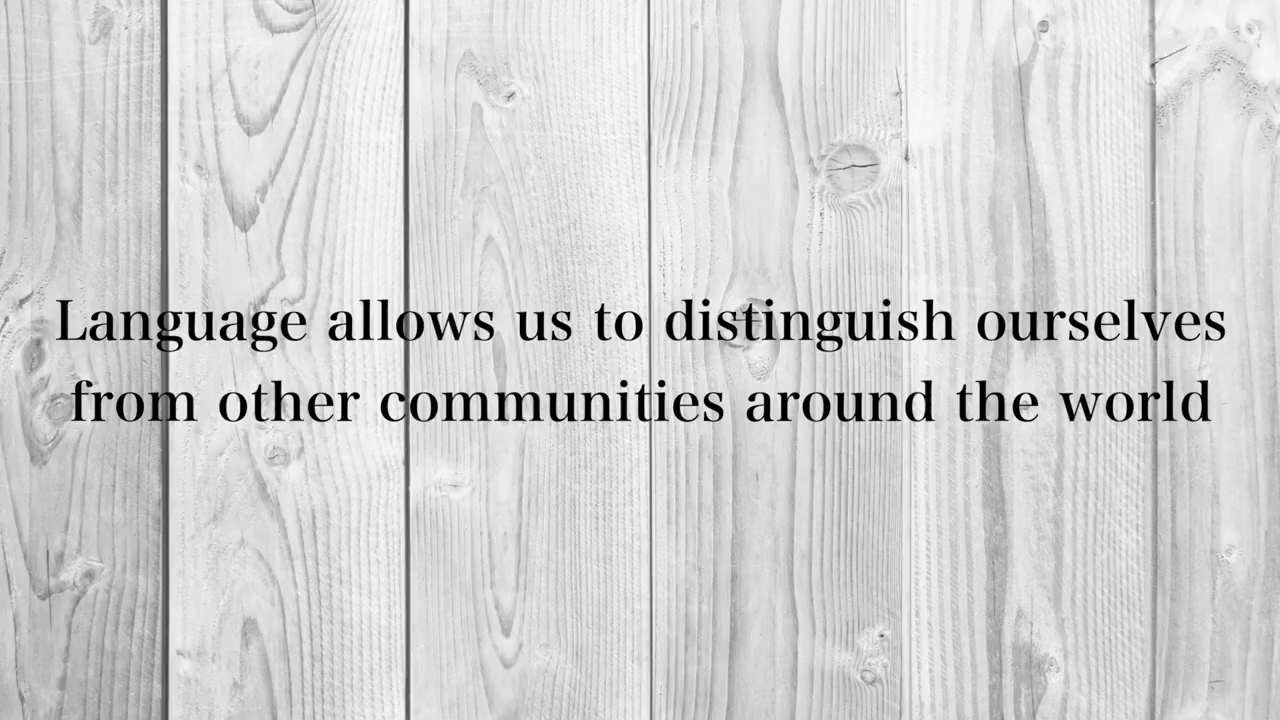 Language allows us to distinguish ourselves
from other communities around the world